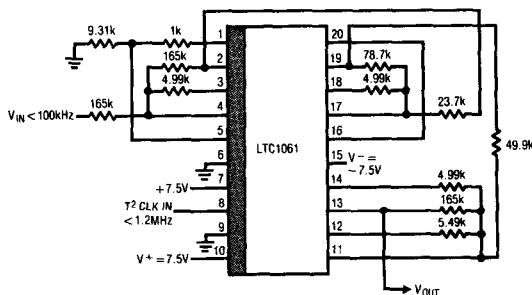 9.31k
1k
1
20
165k
2
19
78.7k
4.99k
3
18
4.99k
VIN < 100kHz
165k
4
17
23.7k
5
16
LTC1061
49.9k
6
15
V− =
−7.5V
+7.5V
7
14
4.99k
T² CLK IN
< 1.2MHz
8
13
165k
9
12
5.49k
V+ = 7.5V
10
11
VOUT